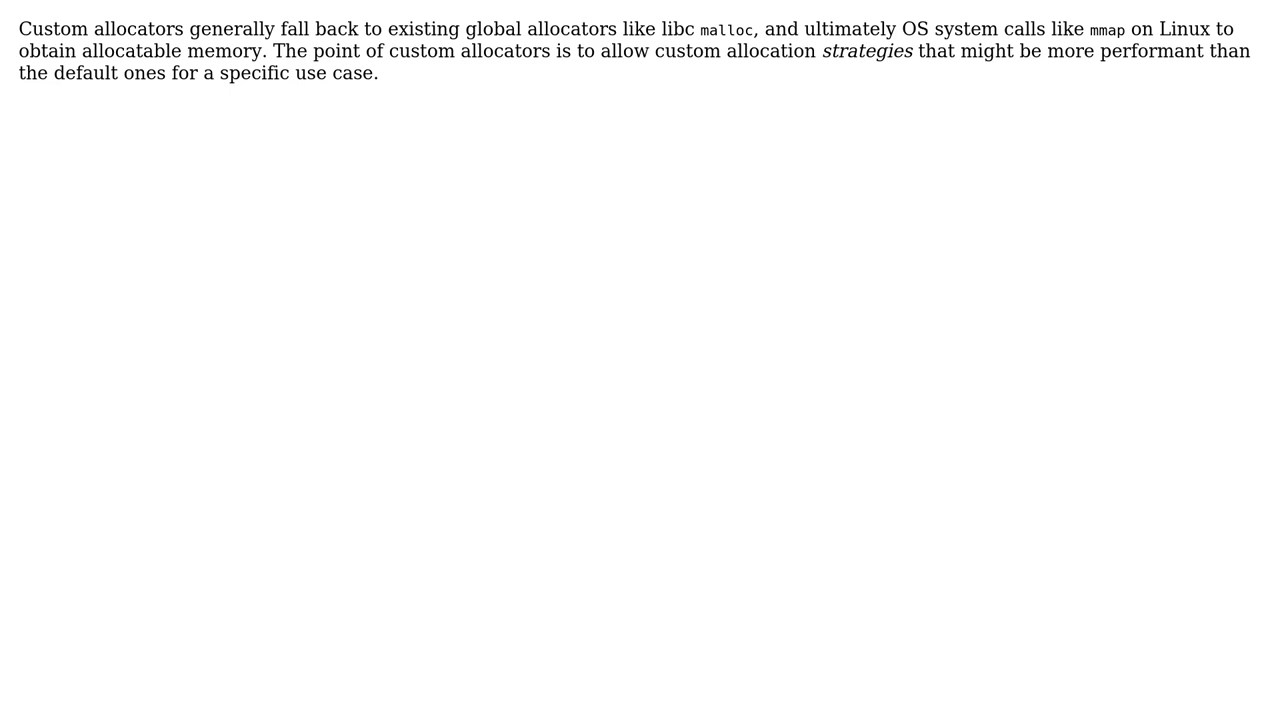 Custom allocators generally fall back to existing global allocators like libc malloc, and ultimately OS system calls like mmap on Linux to
obtain allocatable memory. The point of custom allocators is to allow custom allocation strategies that might be more performant than
the default ones for a specific use case.